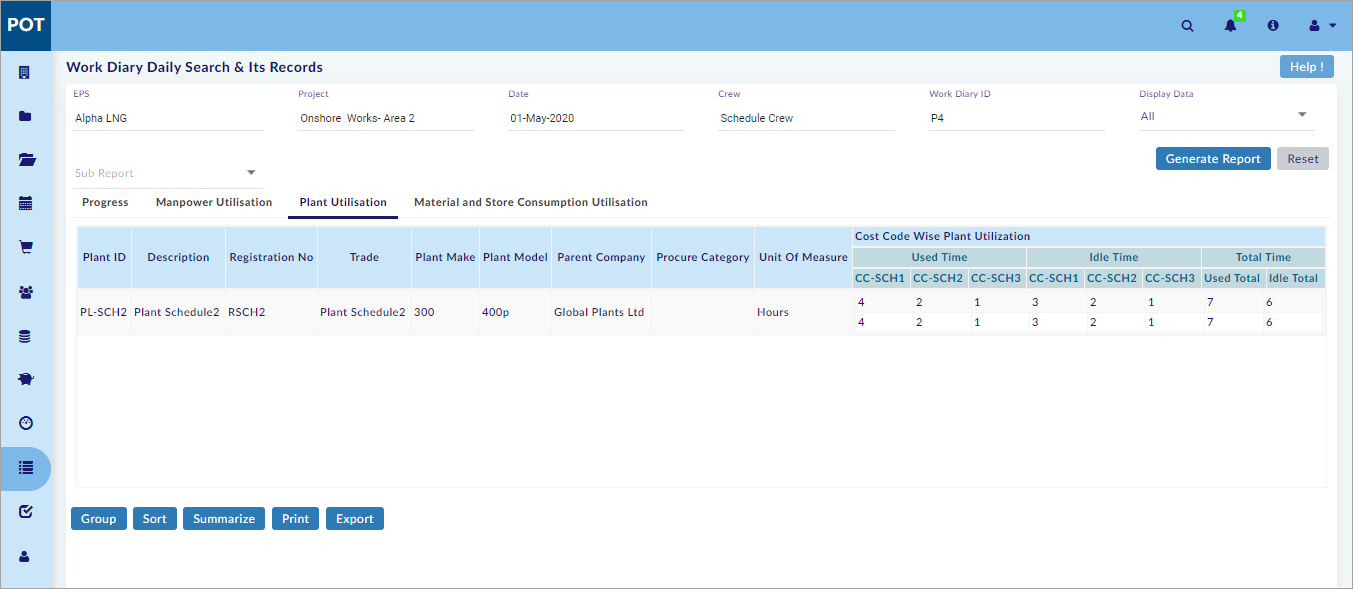 POT
4
Work Diary Daily Search & Its Records
Help !
EPS Project Date Crew Work Diary ID Display Data
Alpha LNG Onshore Works- Area 2 01-May-2020 Schedule Crew P4 All
Generate Report Reset
Sub Report
Progress Manpower Utilisation Plant Utilisation Material and Store Consumption Utilisation
Plant ID Description Registration No Trade Plant Make Plant Model Parent Company Procure Category Unit Of Measure
Cost Code Wise Plant Utilization
Used Time Idle Time Total Time
CC-SCH1 CC-SCH2 CC-SCH3 CC-SCH1 CC-SCH2 CC-SCH3 Used Total Idle Total
PL-SCH2 Plant Schedule2 RSCH2 Plant Schedule2 300 400p Global Plants Ltd Hours
4 2 1 3 2 1 7 6
4 2 1 3 2 1 7 6
Group Sort Summarize Print Export